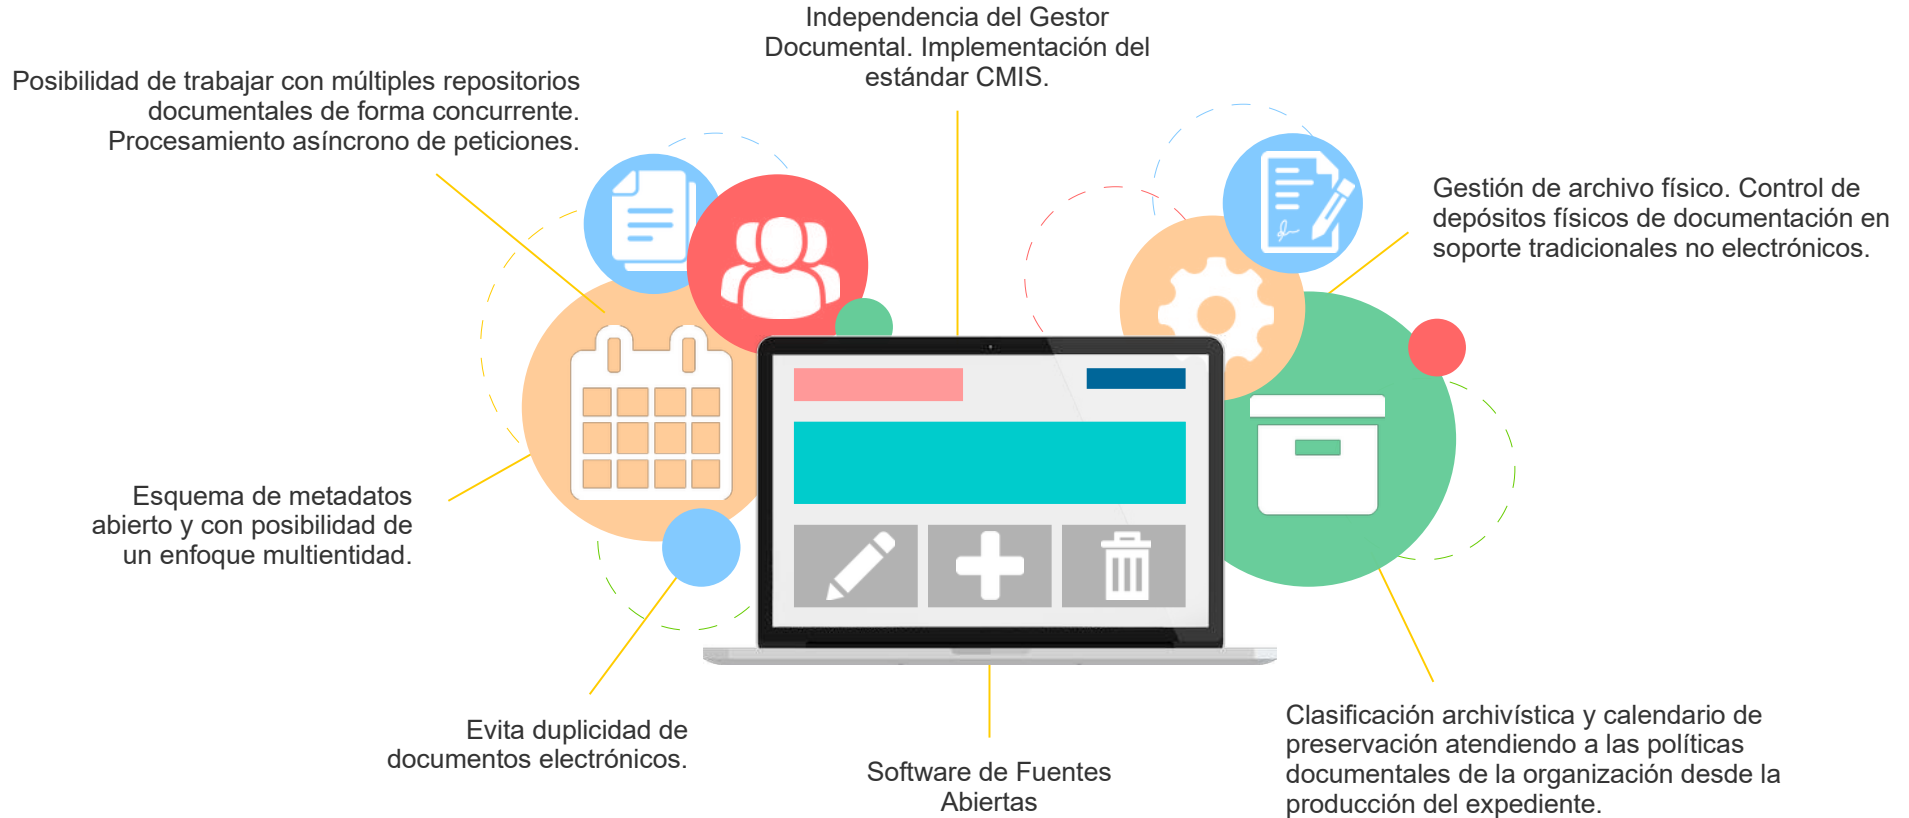 Independencia del Gestor
Documental. Implementación del
estándar CMIS.
Posibilidad de trabajar con múltiples repositorios
documentales de forma concurrente.
Procesamiento asíncrono de peticiones.
Gestión de archivo físico. Control de
depósitos físicos de documentación en
soporte tradicionales no electrónicos.
Esquema de metadatos
abierto y con posibilidad de
un enfoque multientidad.
Evita duplicidad de
documentos electrónicos.
Software de Fuentes
Abiertas
Clasificación archivística y calendario de
preservación atendiendo a las políticas
documentales de la organización desde la
producción del expediente.